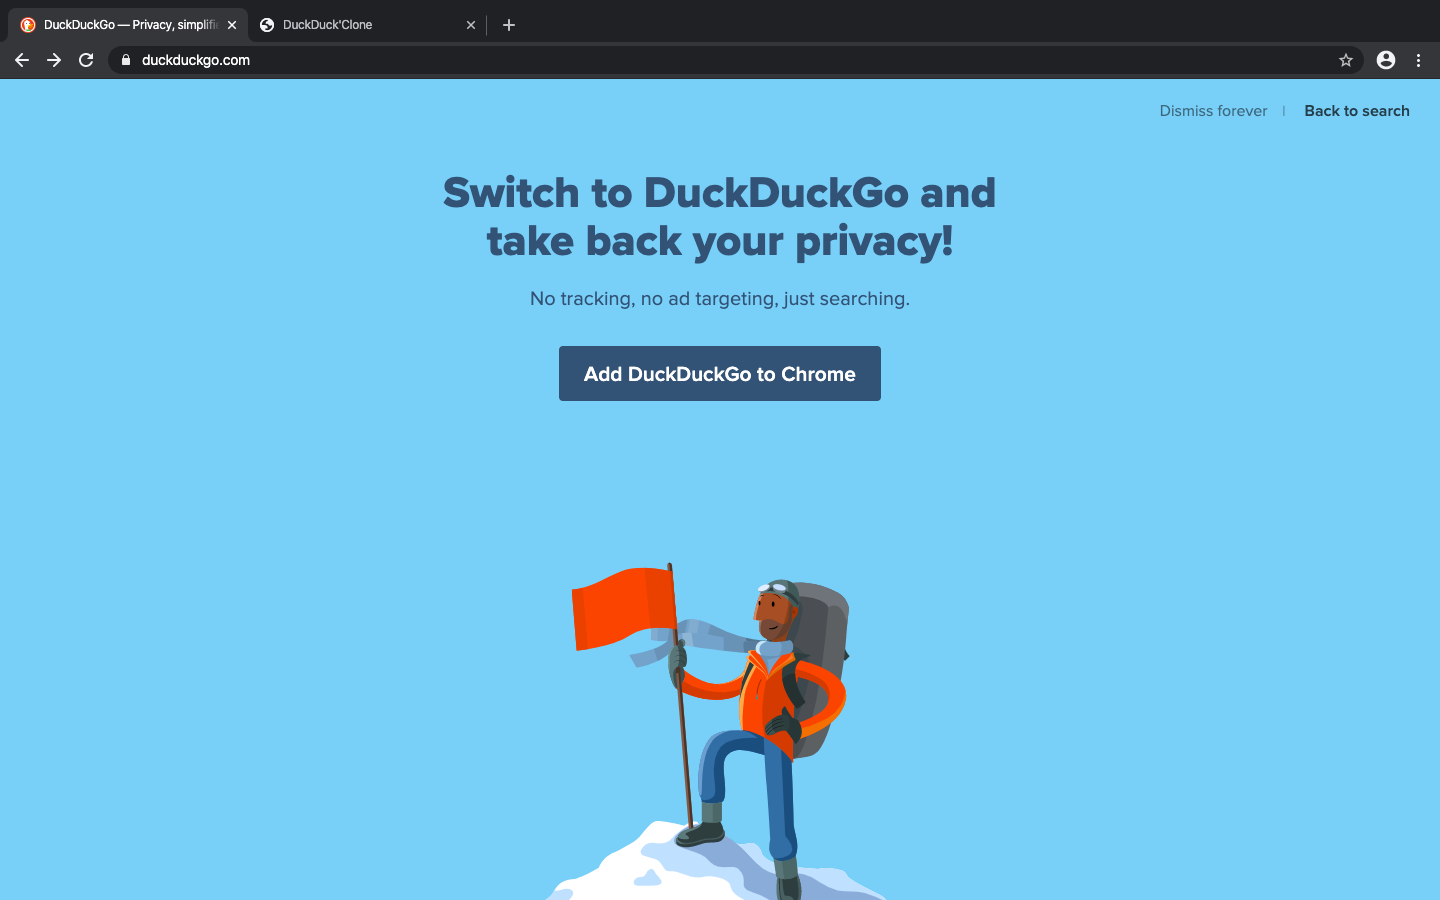 DuckDuckGo — Privacy, simplifie
DuckDuck'Clone
duckduckgo.com
Dismiss forever | Back to search
Switch to DuckDuckGo and
take back your privacy!
No tracking, no ad targeting, just searching.
Add DuckDuckGo to Chrome